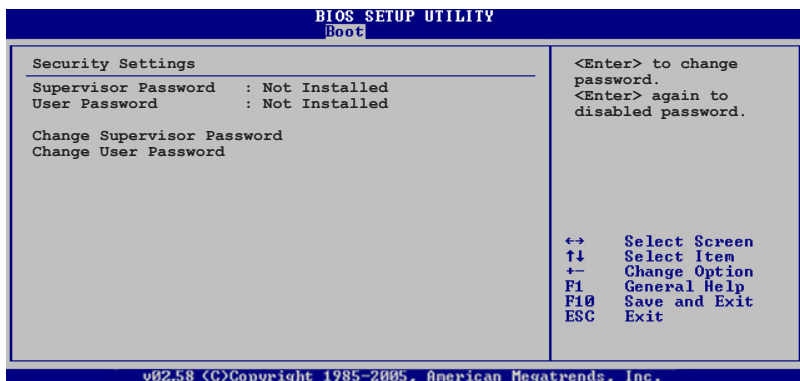 BIOS SETUP UTILITY
Boot
Security Settings
Supervisor Password : Not Installed
User Password : Not Installed
Change Supervisor Password
Change User Password
<Enter> to change
password.
<Enter> again to
disabled password.
←→ Select Screen
↑↓ Select Item
+- Change Option
F1 General Help
F10 Save and Exit
ESC Exit
v02.58 (C)Copyright 1985-2005, American Megatrends, Inc.